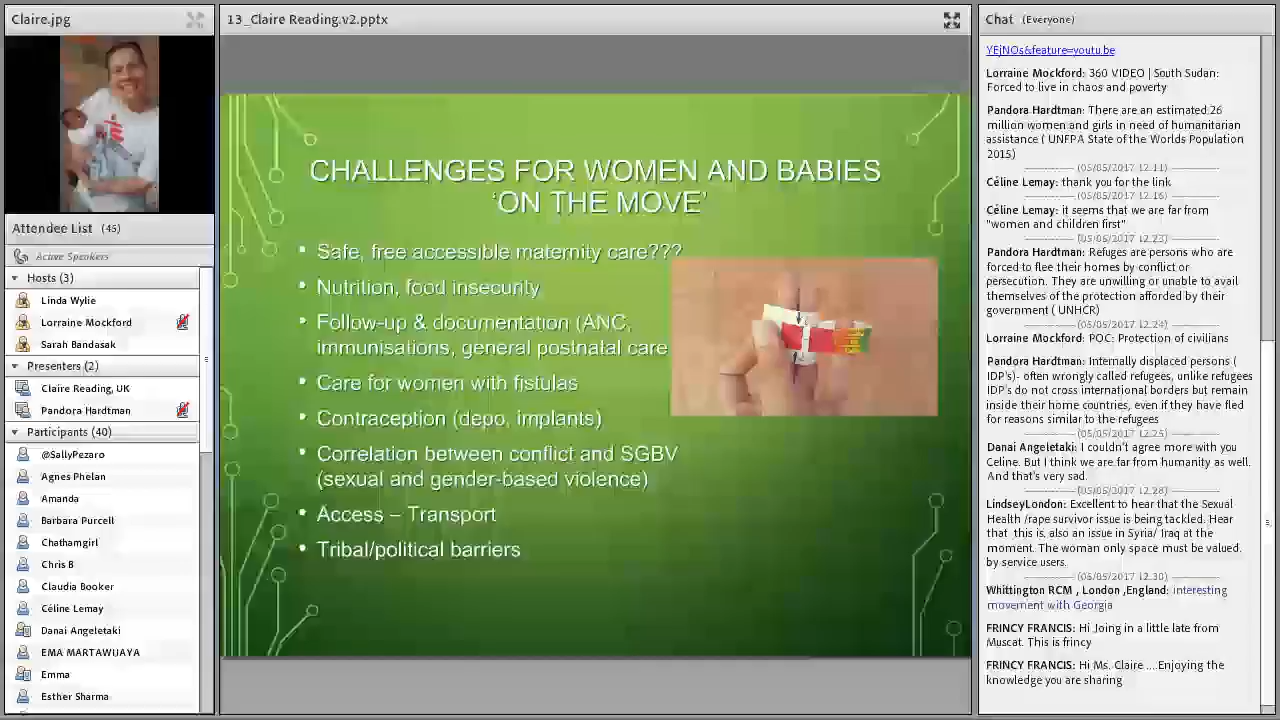 Claire.jpg
Attendee List (45)
Active Speakers
Hosts (3)
Linda Wylie
Lorraine Mockford
Sarah Bandasak
Presenters (2)
Claire Reading, UK
Pandora Hardtman
Participants (40)
@SallyPezaro
Agnes Phelan
Amanda
Barbara Purcell
Chathamgirl
Chris B
Claudia Booker
Céline Lemay
Danai Angeletaki
EMA MARTAWIJAYA
Emma
Esther Sharma
13_Claire Reading.v2.pptx
CHALLENGES FOR WOMEN AND BABIES
‘ON THE MOVE’
• Safe, free accessible maternity care???
• Nutrition, food insecurity
• Follow-up & documentation (ANC,
immunisations, general postnatal care
• Care for women with fistulas
• Contraception (depo, implants)
• Correlation between conflict and SGBV
(sexual and gender-based violence)
• Access – Transport
• Tribal/political barriers
Chat (Everyone)
YEjNOs&feature=youtu.be
Lorraine Mockford: 360 VIDEO | South Sudan:
Forced to live in chaos and poverty
Pandora Hardtman: There are an estimated 26
million women and girls in need of humanitarian
assistance ( UNFPA State of the Worlds Population
2015)
(05/05/2017 12.11)
Céline Lemay: thank you for the link
(05/05/2017 12.16)
Céline Lemay: it seems that we are far from
"women and children first"
(05/05/2017 12.23)
Pandora Hardtman: Refuges are persons who are
forced to flee their homes by conflict or
persecution. They are unwilling or unable to avail
themselves of the protection afforded by their
government ( UNHCR)
(05/05/2017 12.24)
Lorraine Mockford: POC: Protection of civilians
Pandora Hardtman: Internally displaced persons (
IDP's)- often wrongly called refugees, unlike refugees
IDP's do not cross international borders but remain
inside their home countries, even if they have fled
for reasons similar to the refugees
(05/05/2017 12.25)
Danai Angeletaki: I couldn't agree more with you
Celine. But I think we are far from humanity as well.
And that's very sad.
(05/05/2017 12.28)
LindseyLondon: Excellent to hear that the Sexual
Health /rape survivor issue is being tackled. Hear
that this is, also an issue in Syria/ Iraq at the
moment. The woman only space must be valued.
by service users.
(05/05/2017 12.30)
Whittington RCM , London ,England: interesting
movement with Georgia
FRINCY FRANCIS: Hi Joing in a little late from
Muscat. This is frincy
FRINCY FRANCIS: Hi Ms. Claire ....Enjoying the
knowledge you are sharing